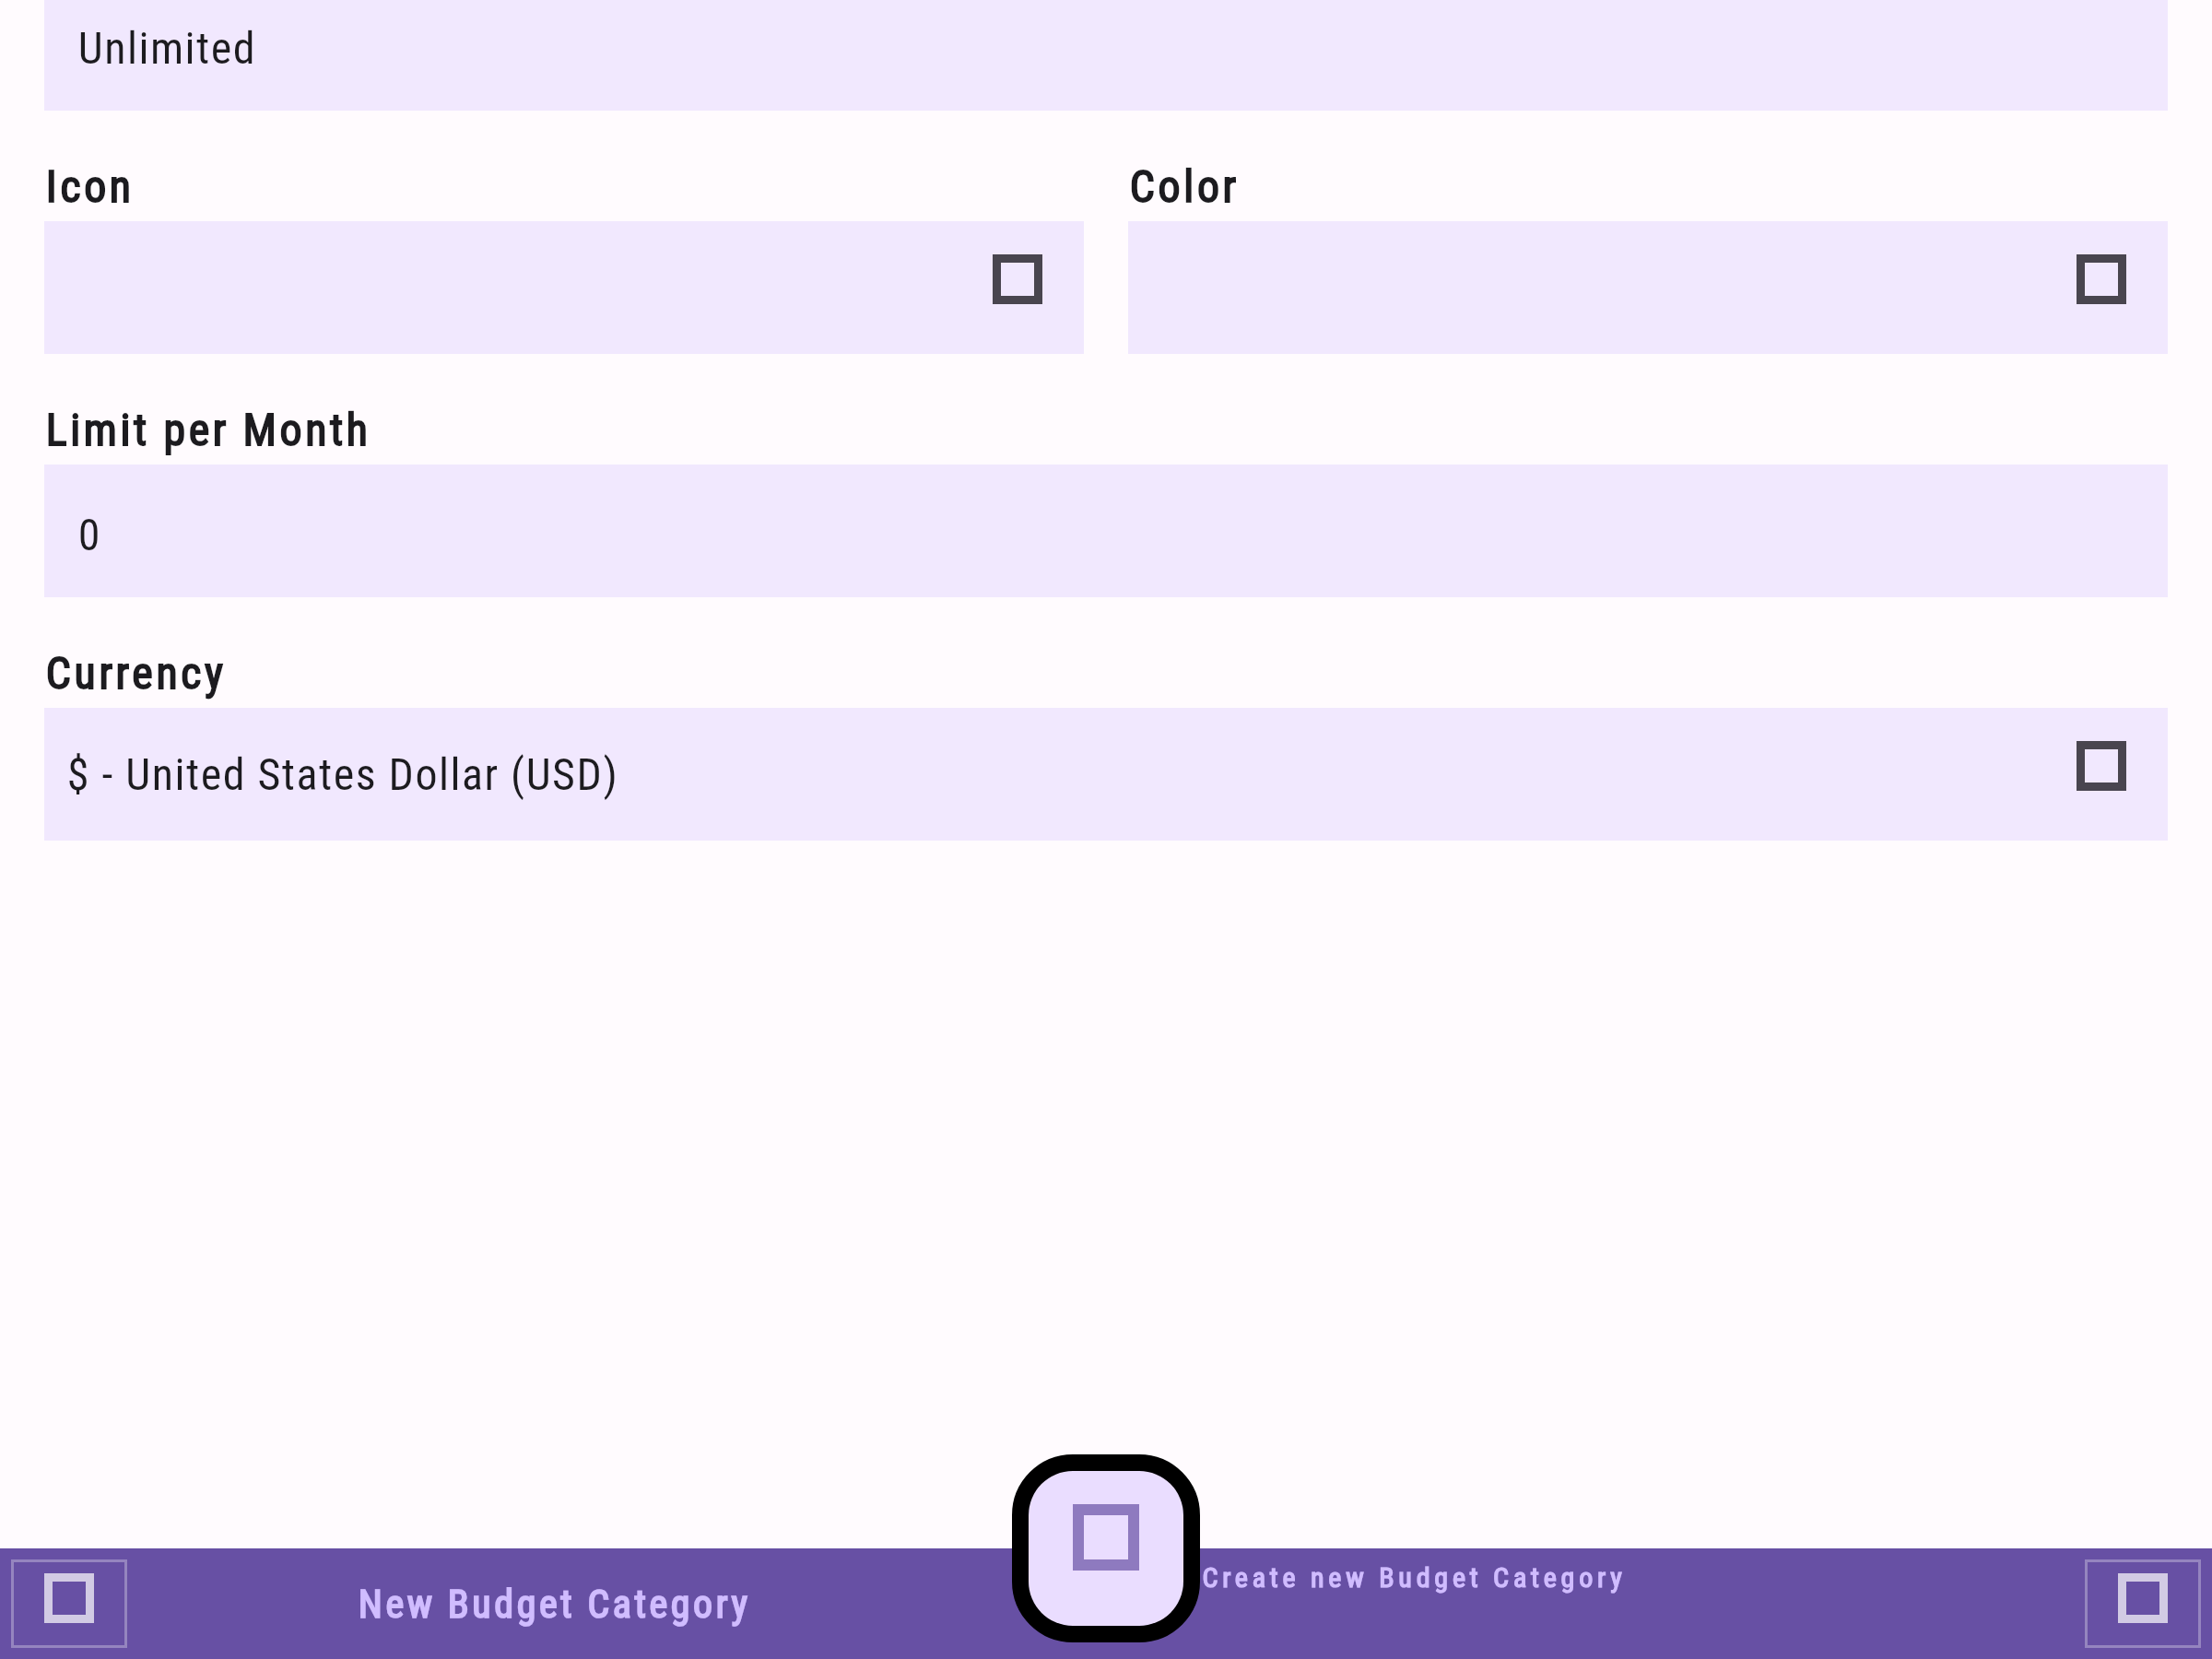 Unlimited
Icon
Color
Limit per Month
0
Currency
$ - United States Dollar (USD)
New Budget Category
Create new Budget Category